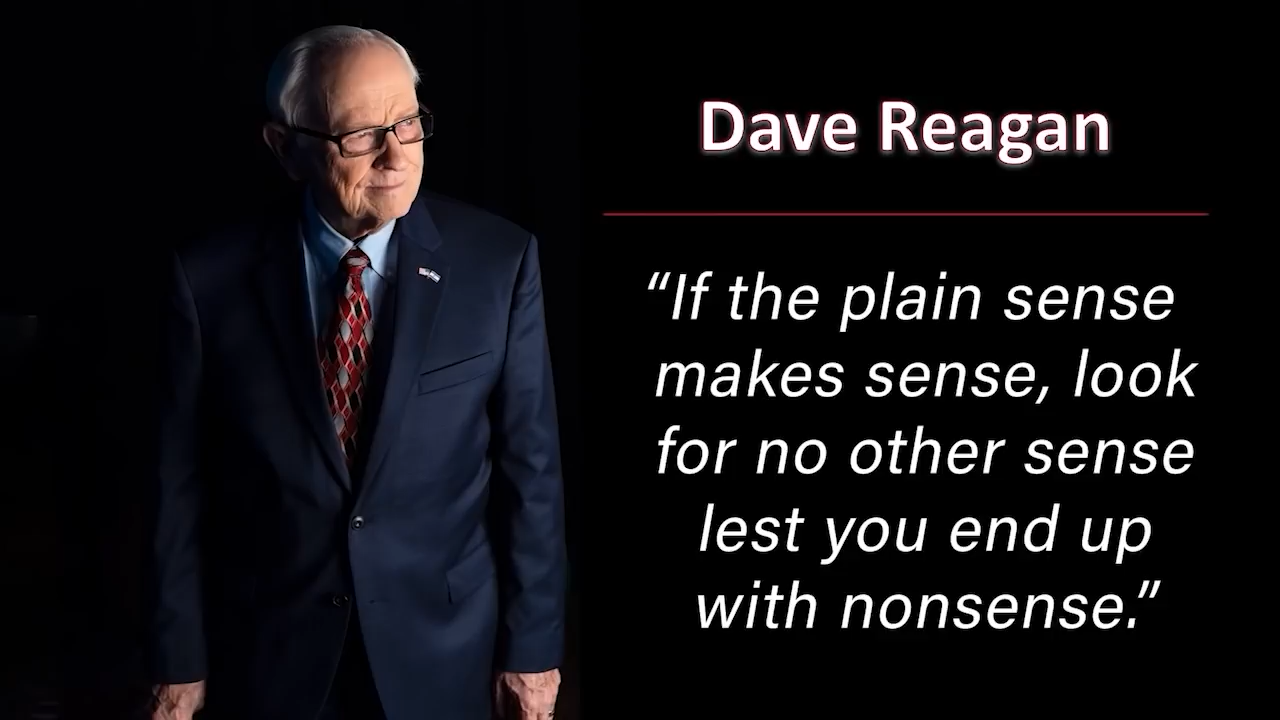 Dave Reagan
“If the plain sense
makes sense, look
for no other sense
lest you end up
with nonsense.”